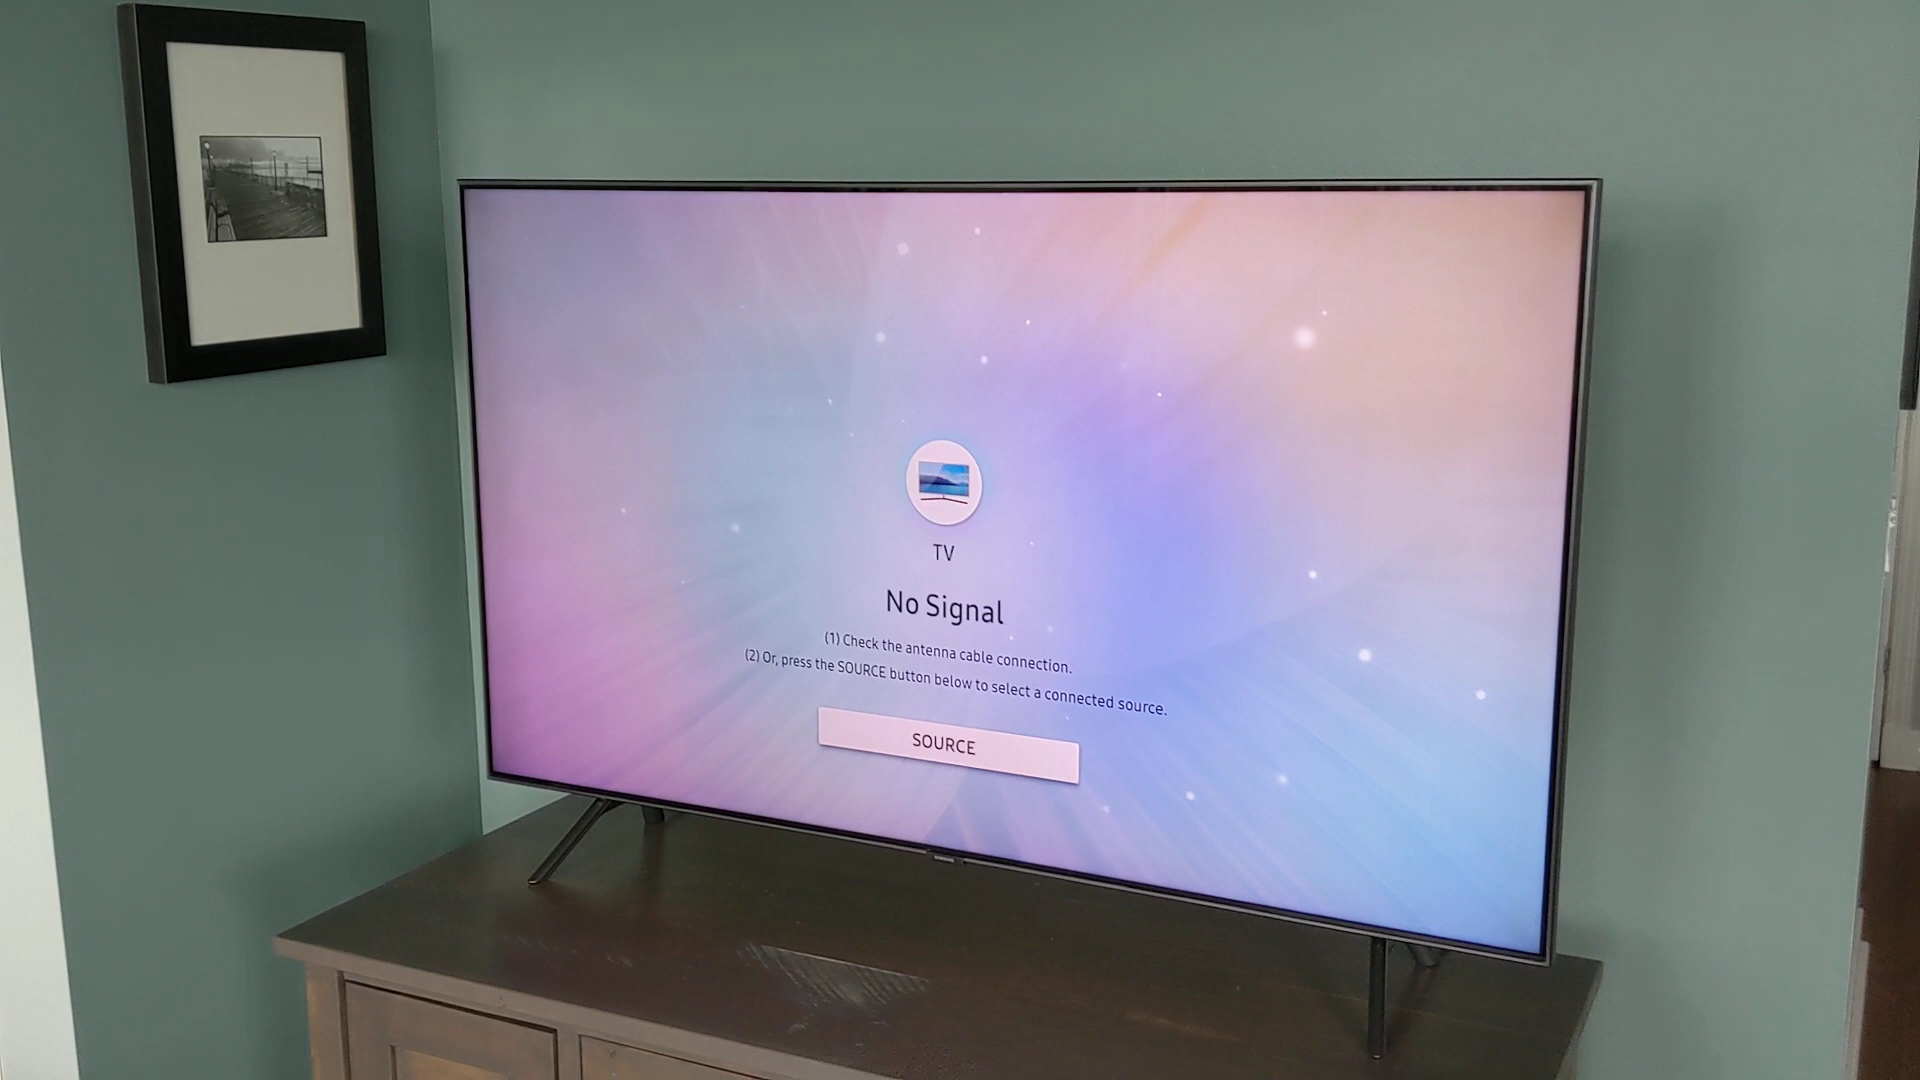 TV
No Signal
(1) Check the antenna cable connection.
(2) Or, press the SOURCE button below to select a connected source.
SOURCE